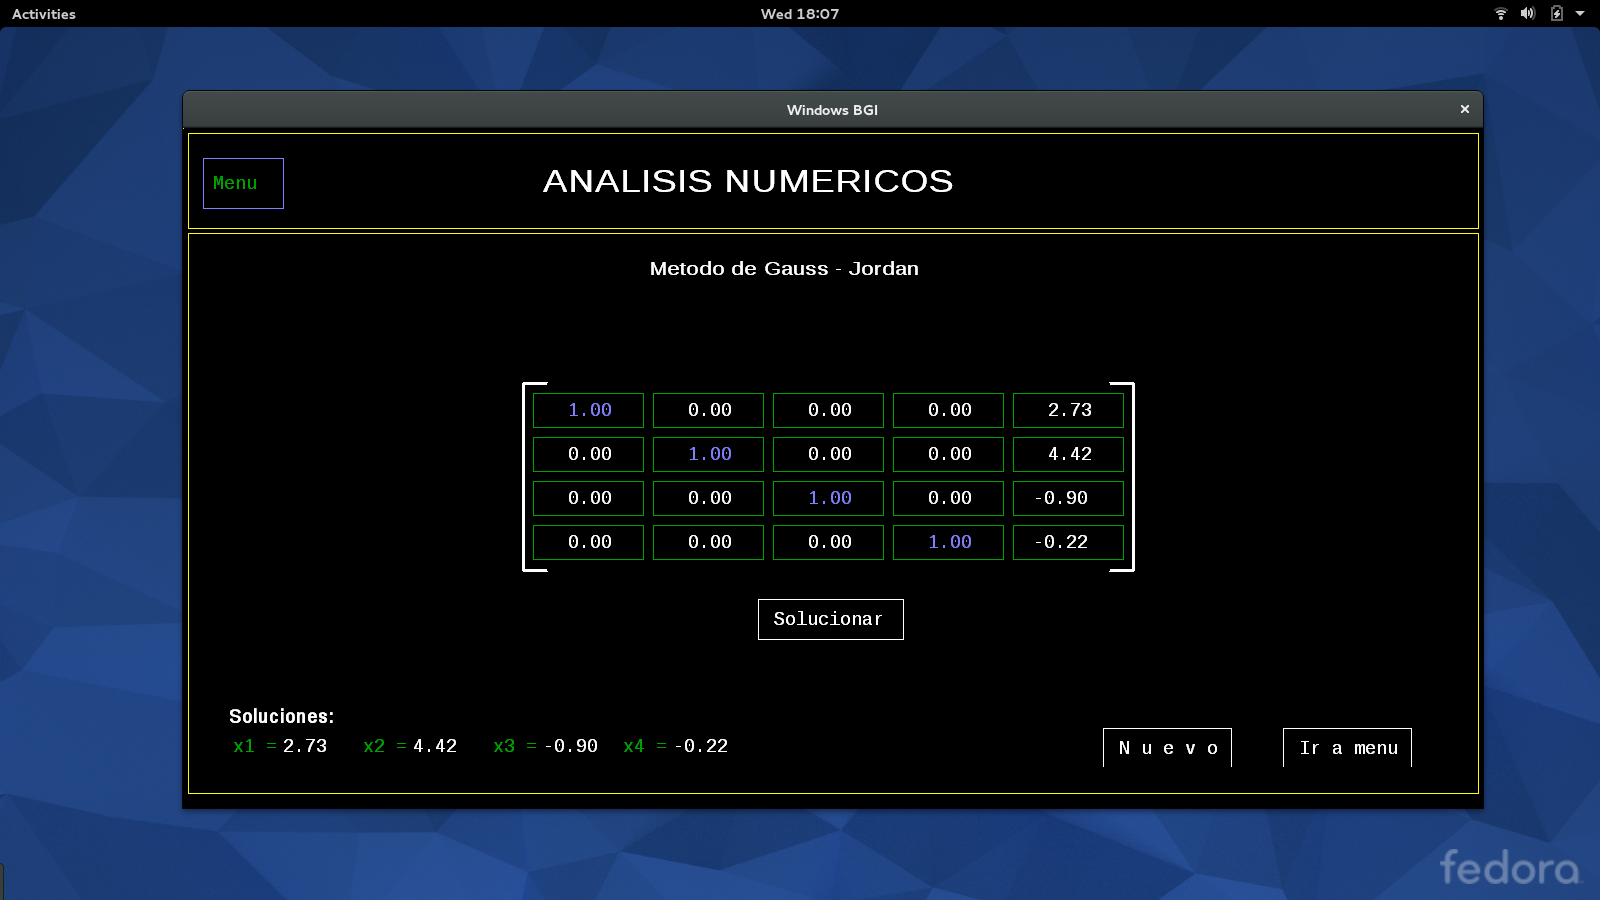 Activities
Wed 18:07
Windows BGI
Menu
ANALISIS NUMERICOS
Metodo de Gauss - Jordan
1.00 0.00 0.00 0.00 2.73
0.00 1.00 0.00 0.00 4.42
0.00 0.00 1.00 0.00 -0.90
0.00 0.00 0.00 1.00 -0.22
Solucionar
Soluciones:
x1 = 2.73 x2 = 4.42 x3 = -0.90 x4 = -0.22
N u e v o
Ir a menu
fedora